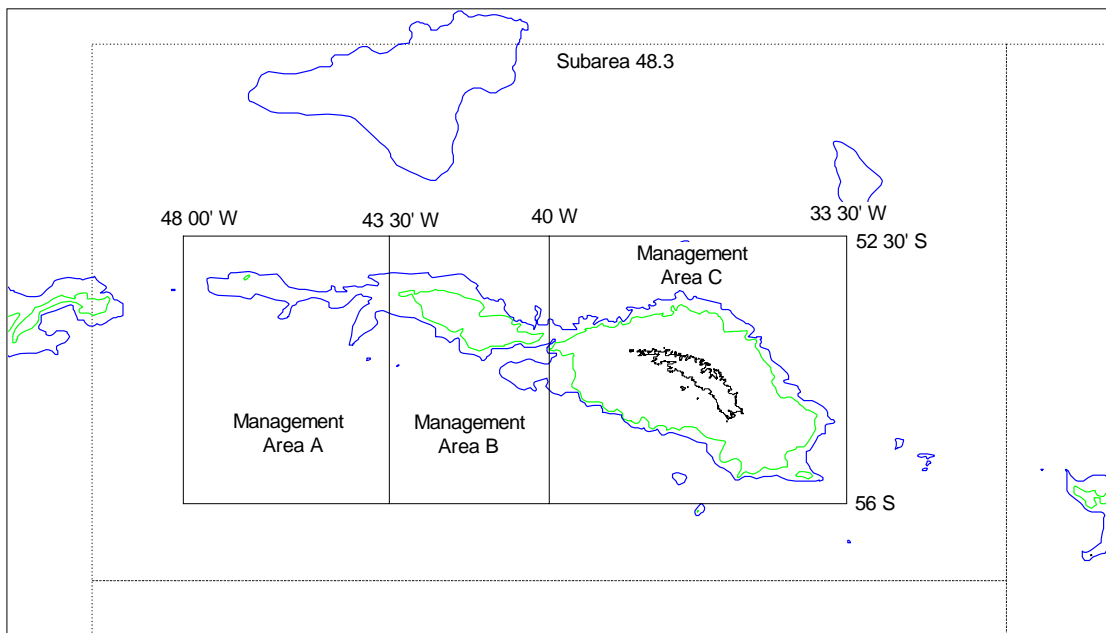 Subarea 48.3
48 00' W
43 30' W
40 W
33 30' W
52 30' S
Management
Area C
Management
Area A
Management
Area B
56 S